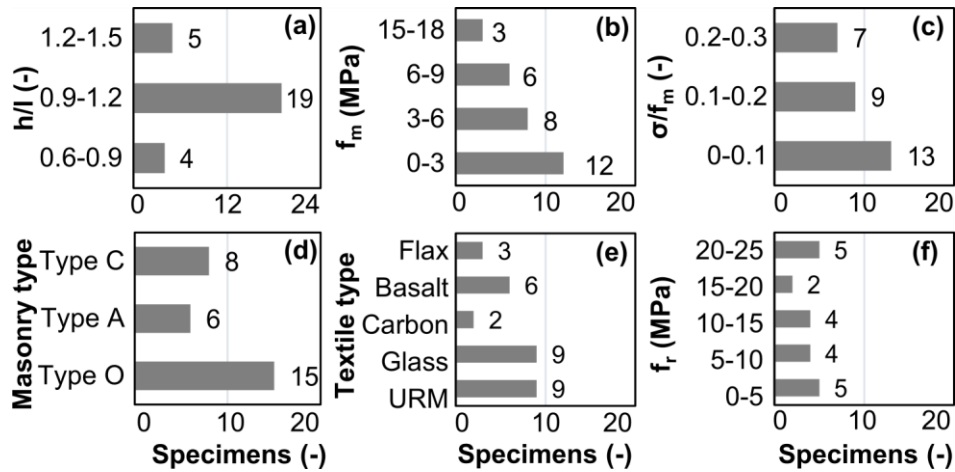 (a)
h/l (-)
1.2-1.5
5
0.9-1.2
19
0.6-0.9
4
0
12
24
(b)
fm (MPa)
15-18
3
6-9
6
3-6
8
0-3
12
0
10
20
(c)
σ/fm (-)
0.2-0.3
7
0.1-0.2
9
0-0.1
13
0
10
20
(d)
Masonry type
Type C
8
Type A
6
Type O
15
0
10
20
Specimens (-)
(e)
Textile type
Flax
3
Basalt
6
Carbon
2
Glass
9
URM
9
0
10
20
Specimens (-)
(f)
fr (MPa)
20-25
5
15-20
2
10-15
4
5-10
4
0-5
5
0
10
20
Specimens (-)